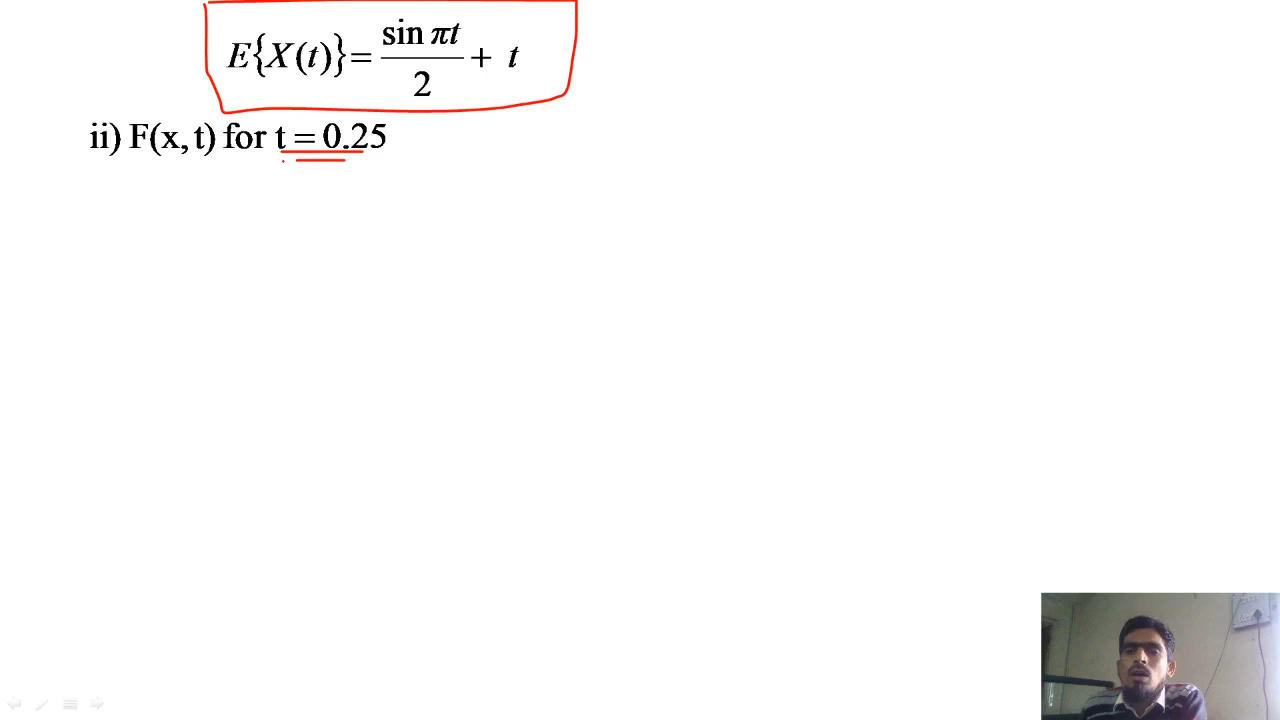 E{X(t)} = sin πt / 2 + t
ii) F(x, t) for t = 0.25